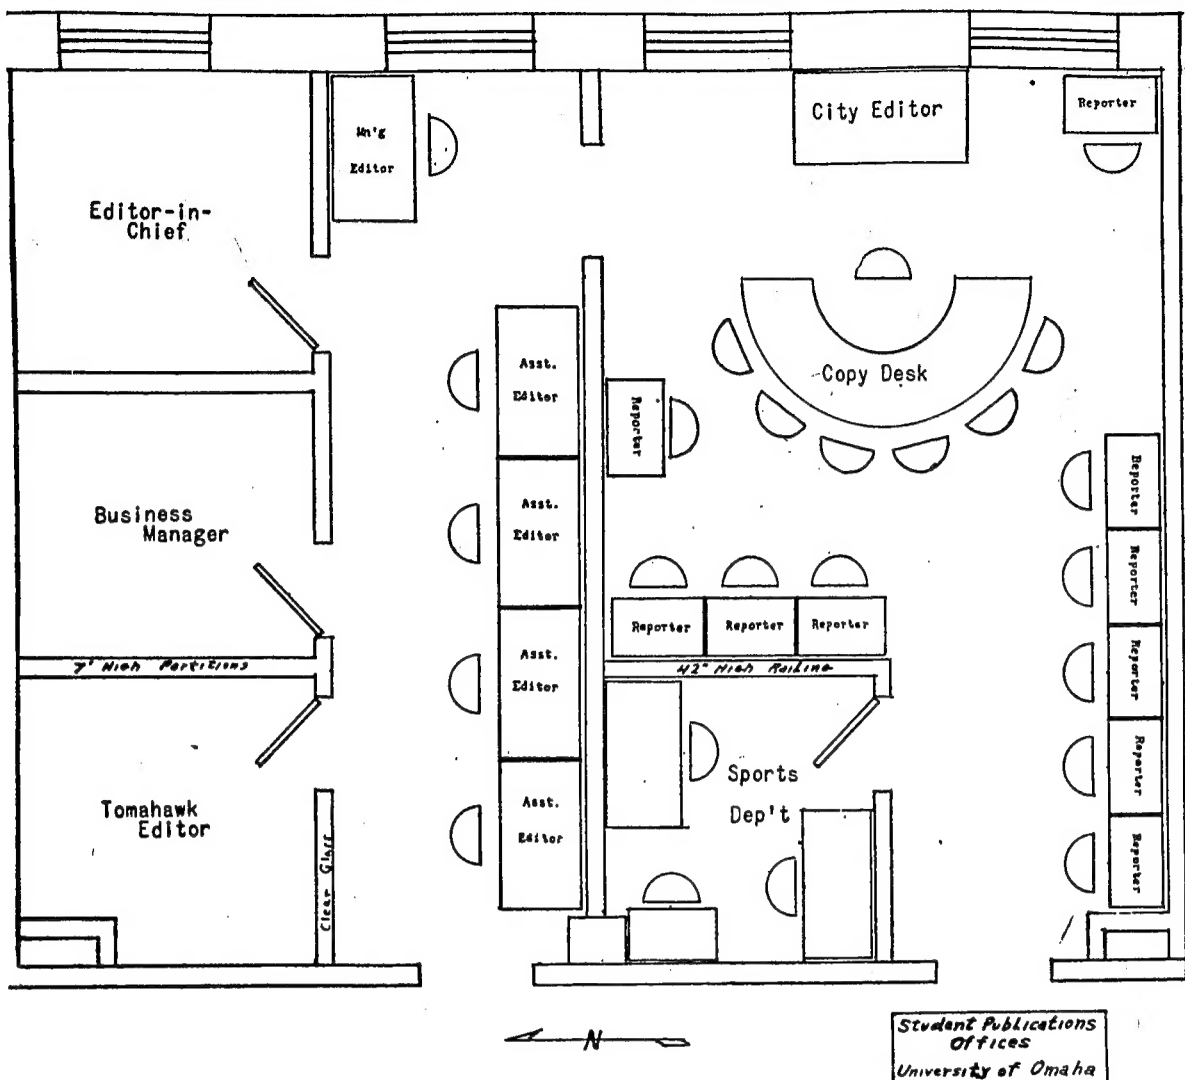 Mn'g
Editor
City Editor
Reporter
Editor-in-
Chief
Asst.
Editor
Copy Desk
Reporter
Business
Manager
Asst.
Editor
Reporter
Reporter
Reporter
Reporter
Reporter
7' High Partitions
42" High Railing
Asst.
Editor
Reporter
Sports
Dep't
Reporter
Tomahawk
Editor
Asst.
Editor
Clear Glass
Reporter
N
Student Publications
Offices
University of Omaha